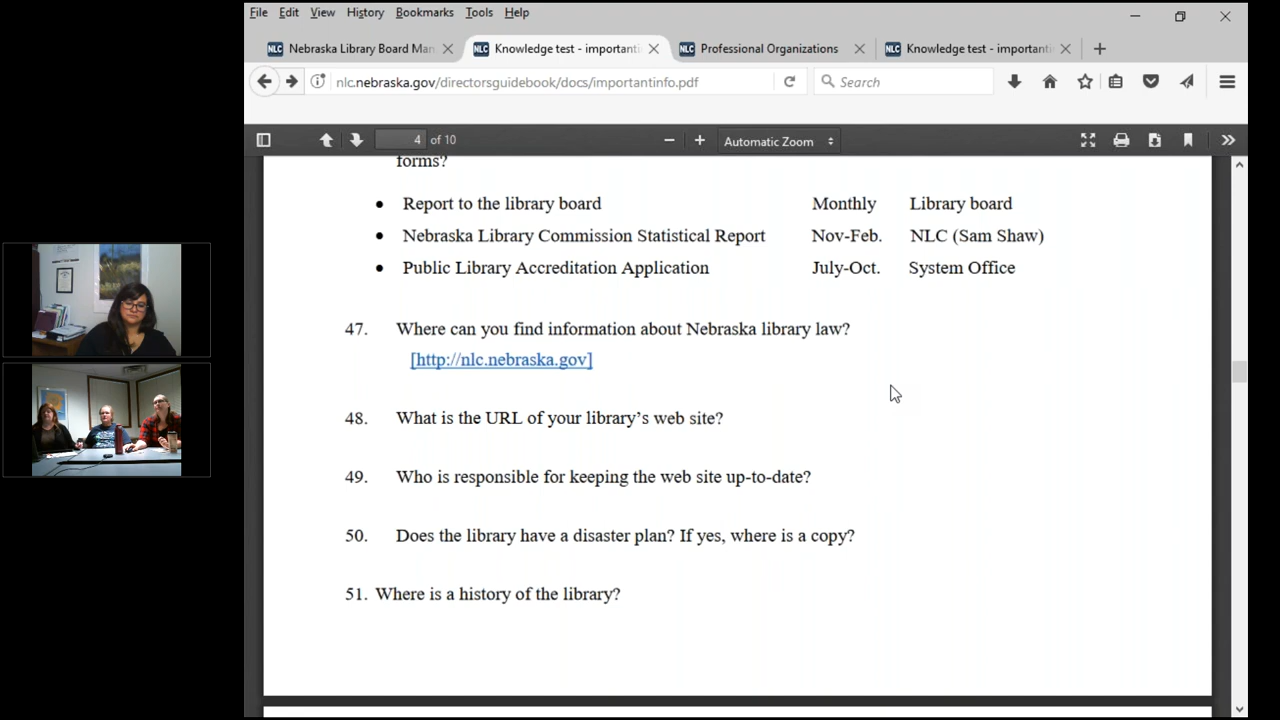 File Edit View History Bookmarks Tools Help
NLC Nebraska Library Board Man
NLC Knowledge test - importanti
NLC Professional Organizations
NLC Knowledge test - importanti
nlc.nebraska.gov/directorsguidebook/docs/importantinfo.pdf
Search
4 of 10
Automatic Zoom
forms?
• Report to the library board Monthly Library board
• Nebraska Library Commission Statistical Report Nov-Feb. NLC (Sam Shaw)
• Public Library Accreditation Application July-Oct. System Office
47. Where can you find information about Nebraska library law?
[http://nlc.nebraska.gov]
48. What is the URL of your library’s web site?
49. Who is responsible for keeping the web site up-to-date?
50. Does the library have a disaster plan? If yes, where is a copy?
51. Where is a history of the library?